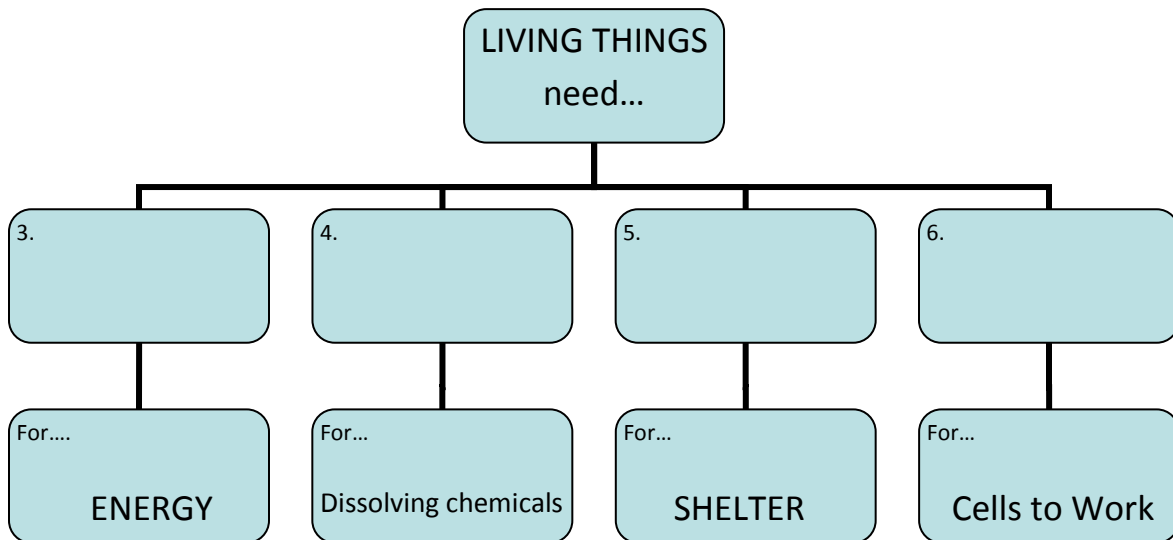 LIVING THINGS
need...
3.
4.
5.
6.
For....
ENERGY
For...
Dissolving chemicals
For...
SHELTER
For...
Cells to Work